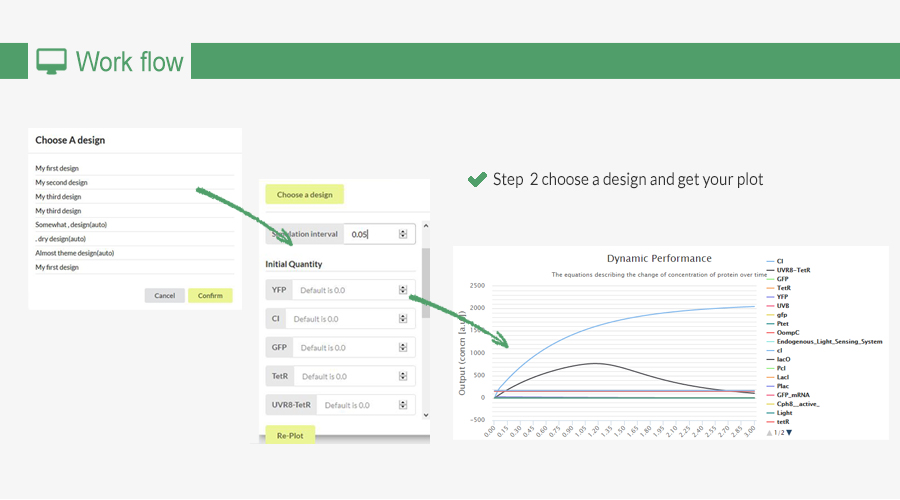 Work flow
Choose A design
My first design
My second design
My third design
My third design
Somewhat , design(auto)
. dry design(auto)
Almost theme design(auto)
My first design
Cancel
Confirm
Choose a design
Simulation interval
0.05
Initial Quantity
YFP
Default is 0.0
CI
Default is 0.0
GFP
Default is 0.0
TetR
Default is 0.0
UVR8-TetR
Default is 0.0
Re-Plot
Step 2 choose a design and get your plot
Dynamic Performance
The equations describing the change of concentration of protein over time
Output (concn [a.u])
2500
2000
1500
1000
500
0
-500
0.00
0.15
0.30
0.45
0.60
0.75
0.90
1.05
1.20
1.35
1.50
1.65
1.80
1.95
2.10
2.25
2.40
2.55
2.70
2.85
3.00
CI
UVR8-TetR
GFP
TetR
YFP
UVB
gfp
Ptet
OompC
Endogenous_Light_Sensing_System
cI
lacO
Pcl
LacI
Plac
GFP_mRNA
Cph8__active_
Light
tetR
1/2